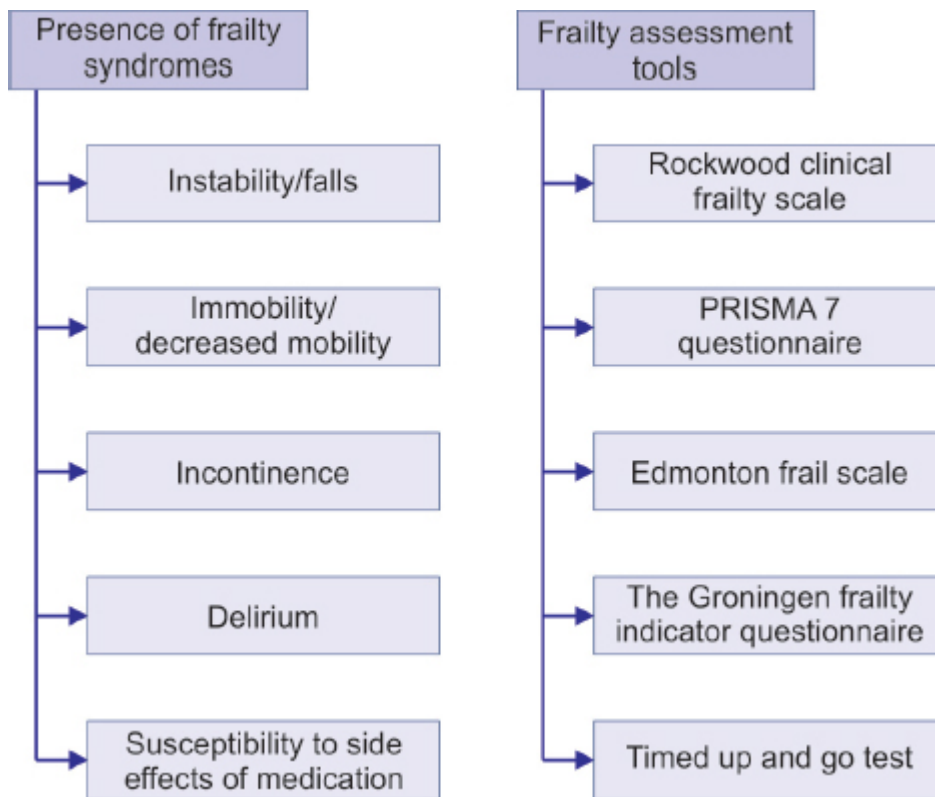 Presence of frailty
syndromes
Instability/falls
Immobility/
decreased mobility
Incontinence
Delirium
Susceptibility to side
effects of medication
Frailty assessment
tools
Rockwood clinical
frailty scale
PRISMA 7
questionnaire
Edmonton frail scale
The Groningen frailty
indicator questionnaire
Timed up and go test